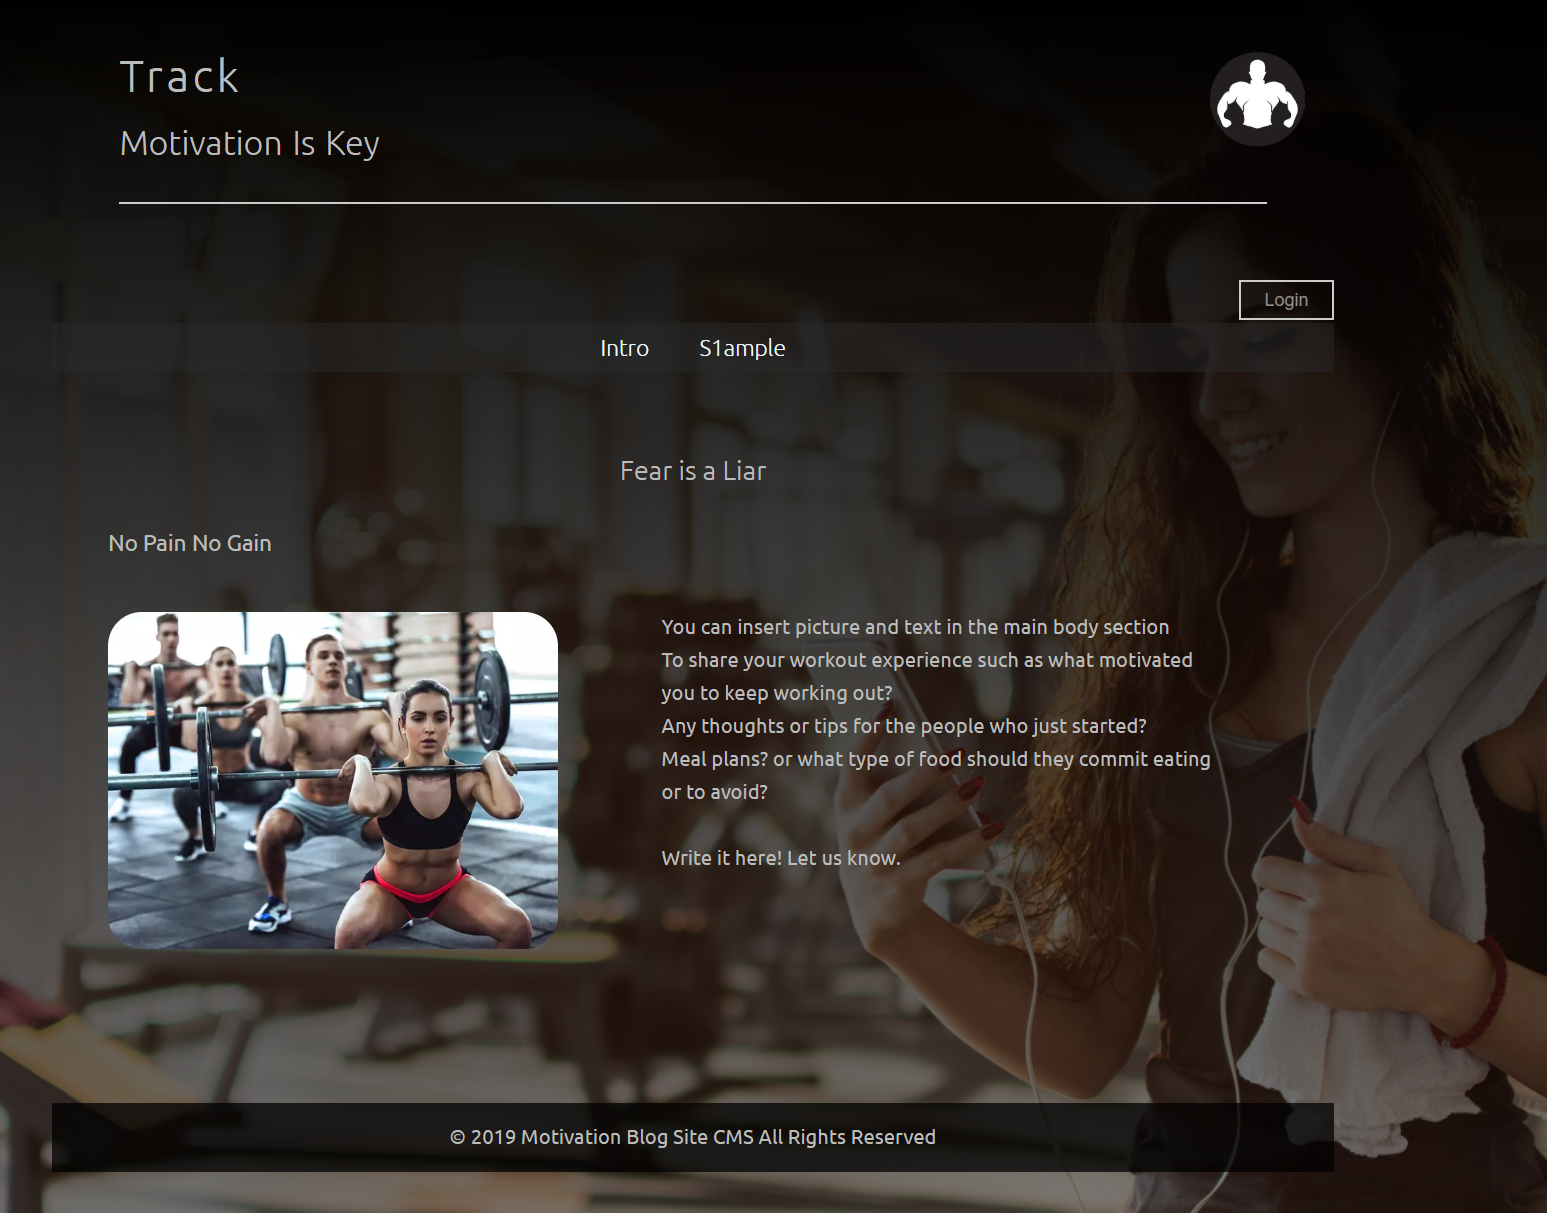 Track
Motivation Is Key
Login
Intro S1ample
Fear is a Liar
No Pain No Gain
You can insert picture and text in the main body section
To share your workout experience such as what motivated
you to keep working out?
Any thoughts or tips for the people who just started?
Meal plans? or what type of food should they commit eating
or to avoid?
Write it here! Let us know.
© 2019 Motivation Blog Site CMS All Rights Reserved